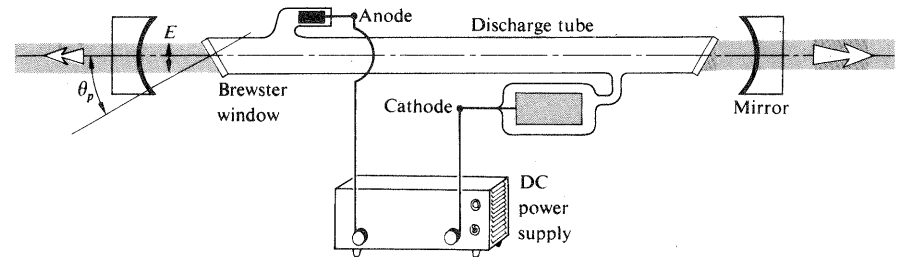 Anode
Discharge tube
E
θp
Brewster
window
Cathode
Mirror
DC
power
supply